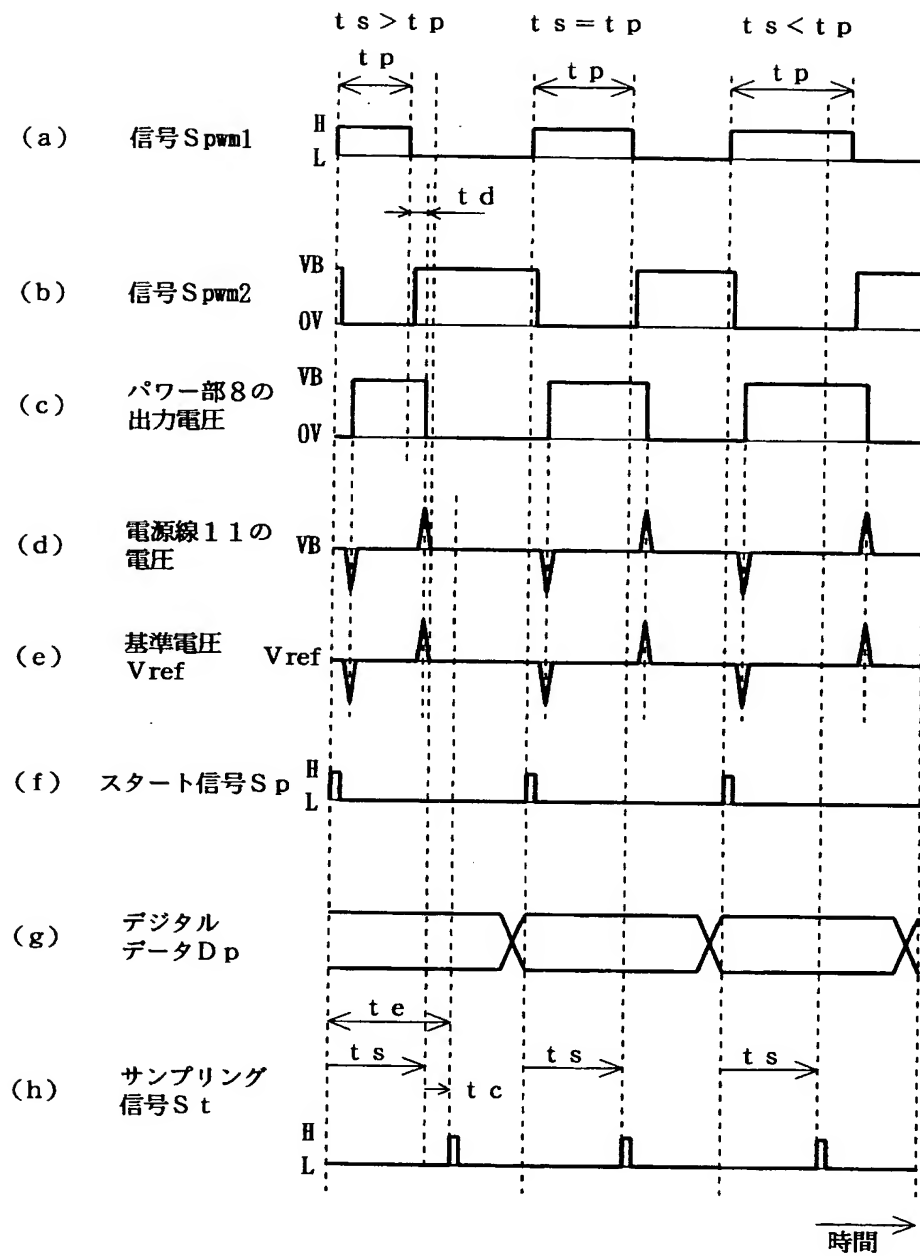 ts>tp ts=tp ts<tp
tp tp tp
(a) 信号Spwm1 H
L
td
(b) 信号Spwm2 VB
0V
(c) パワー部8の VB
出力電圧 0V
(d) 電源線11の VB
電圧
(e) 基準電圧 Vref
Vref
(f) スタート信号Sp H
L
(g) デジタル
データDp
te
ts ts ts
(h) サンプリング tc
信号St
H
L
時間